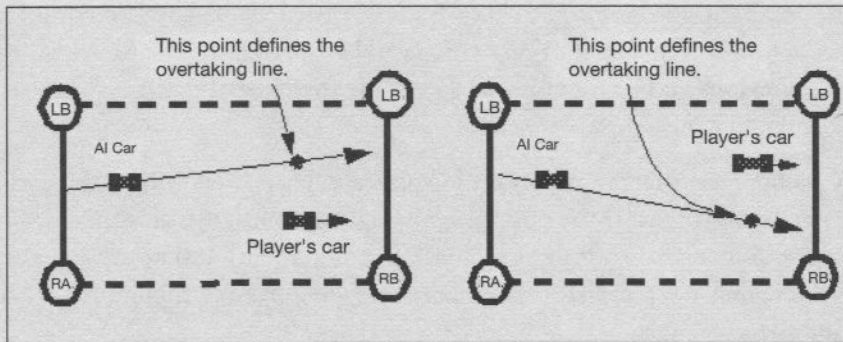 This point defines the
overtaking line.
LB
LB
AI Car
Player's car
RA
RB
This point defines the
overtaking line.
LB
LB
Player's car
AI Car
RA
RB